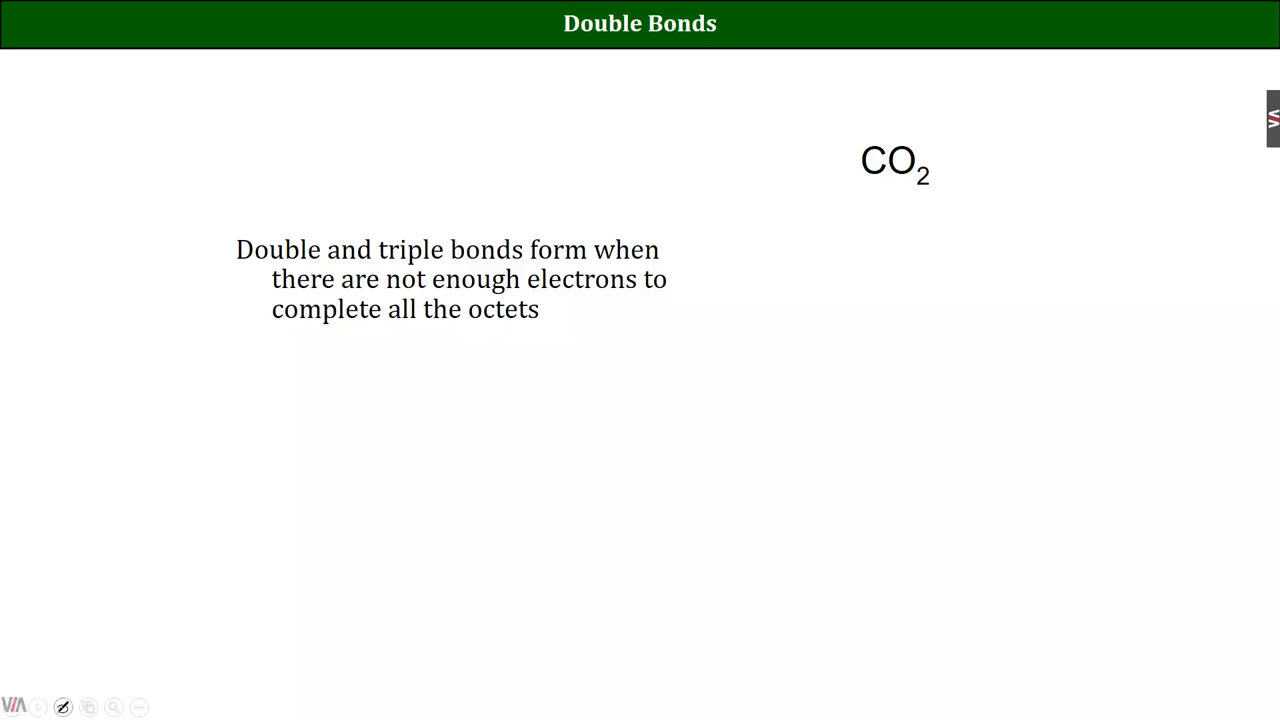 Double Bonds
CO₂
Double and triple bonds form when
there are not enough electrons to
complete all the octets
VIA